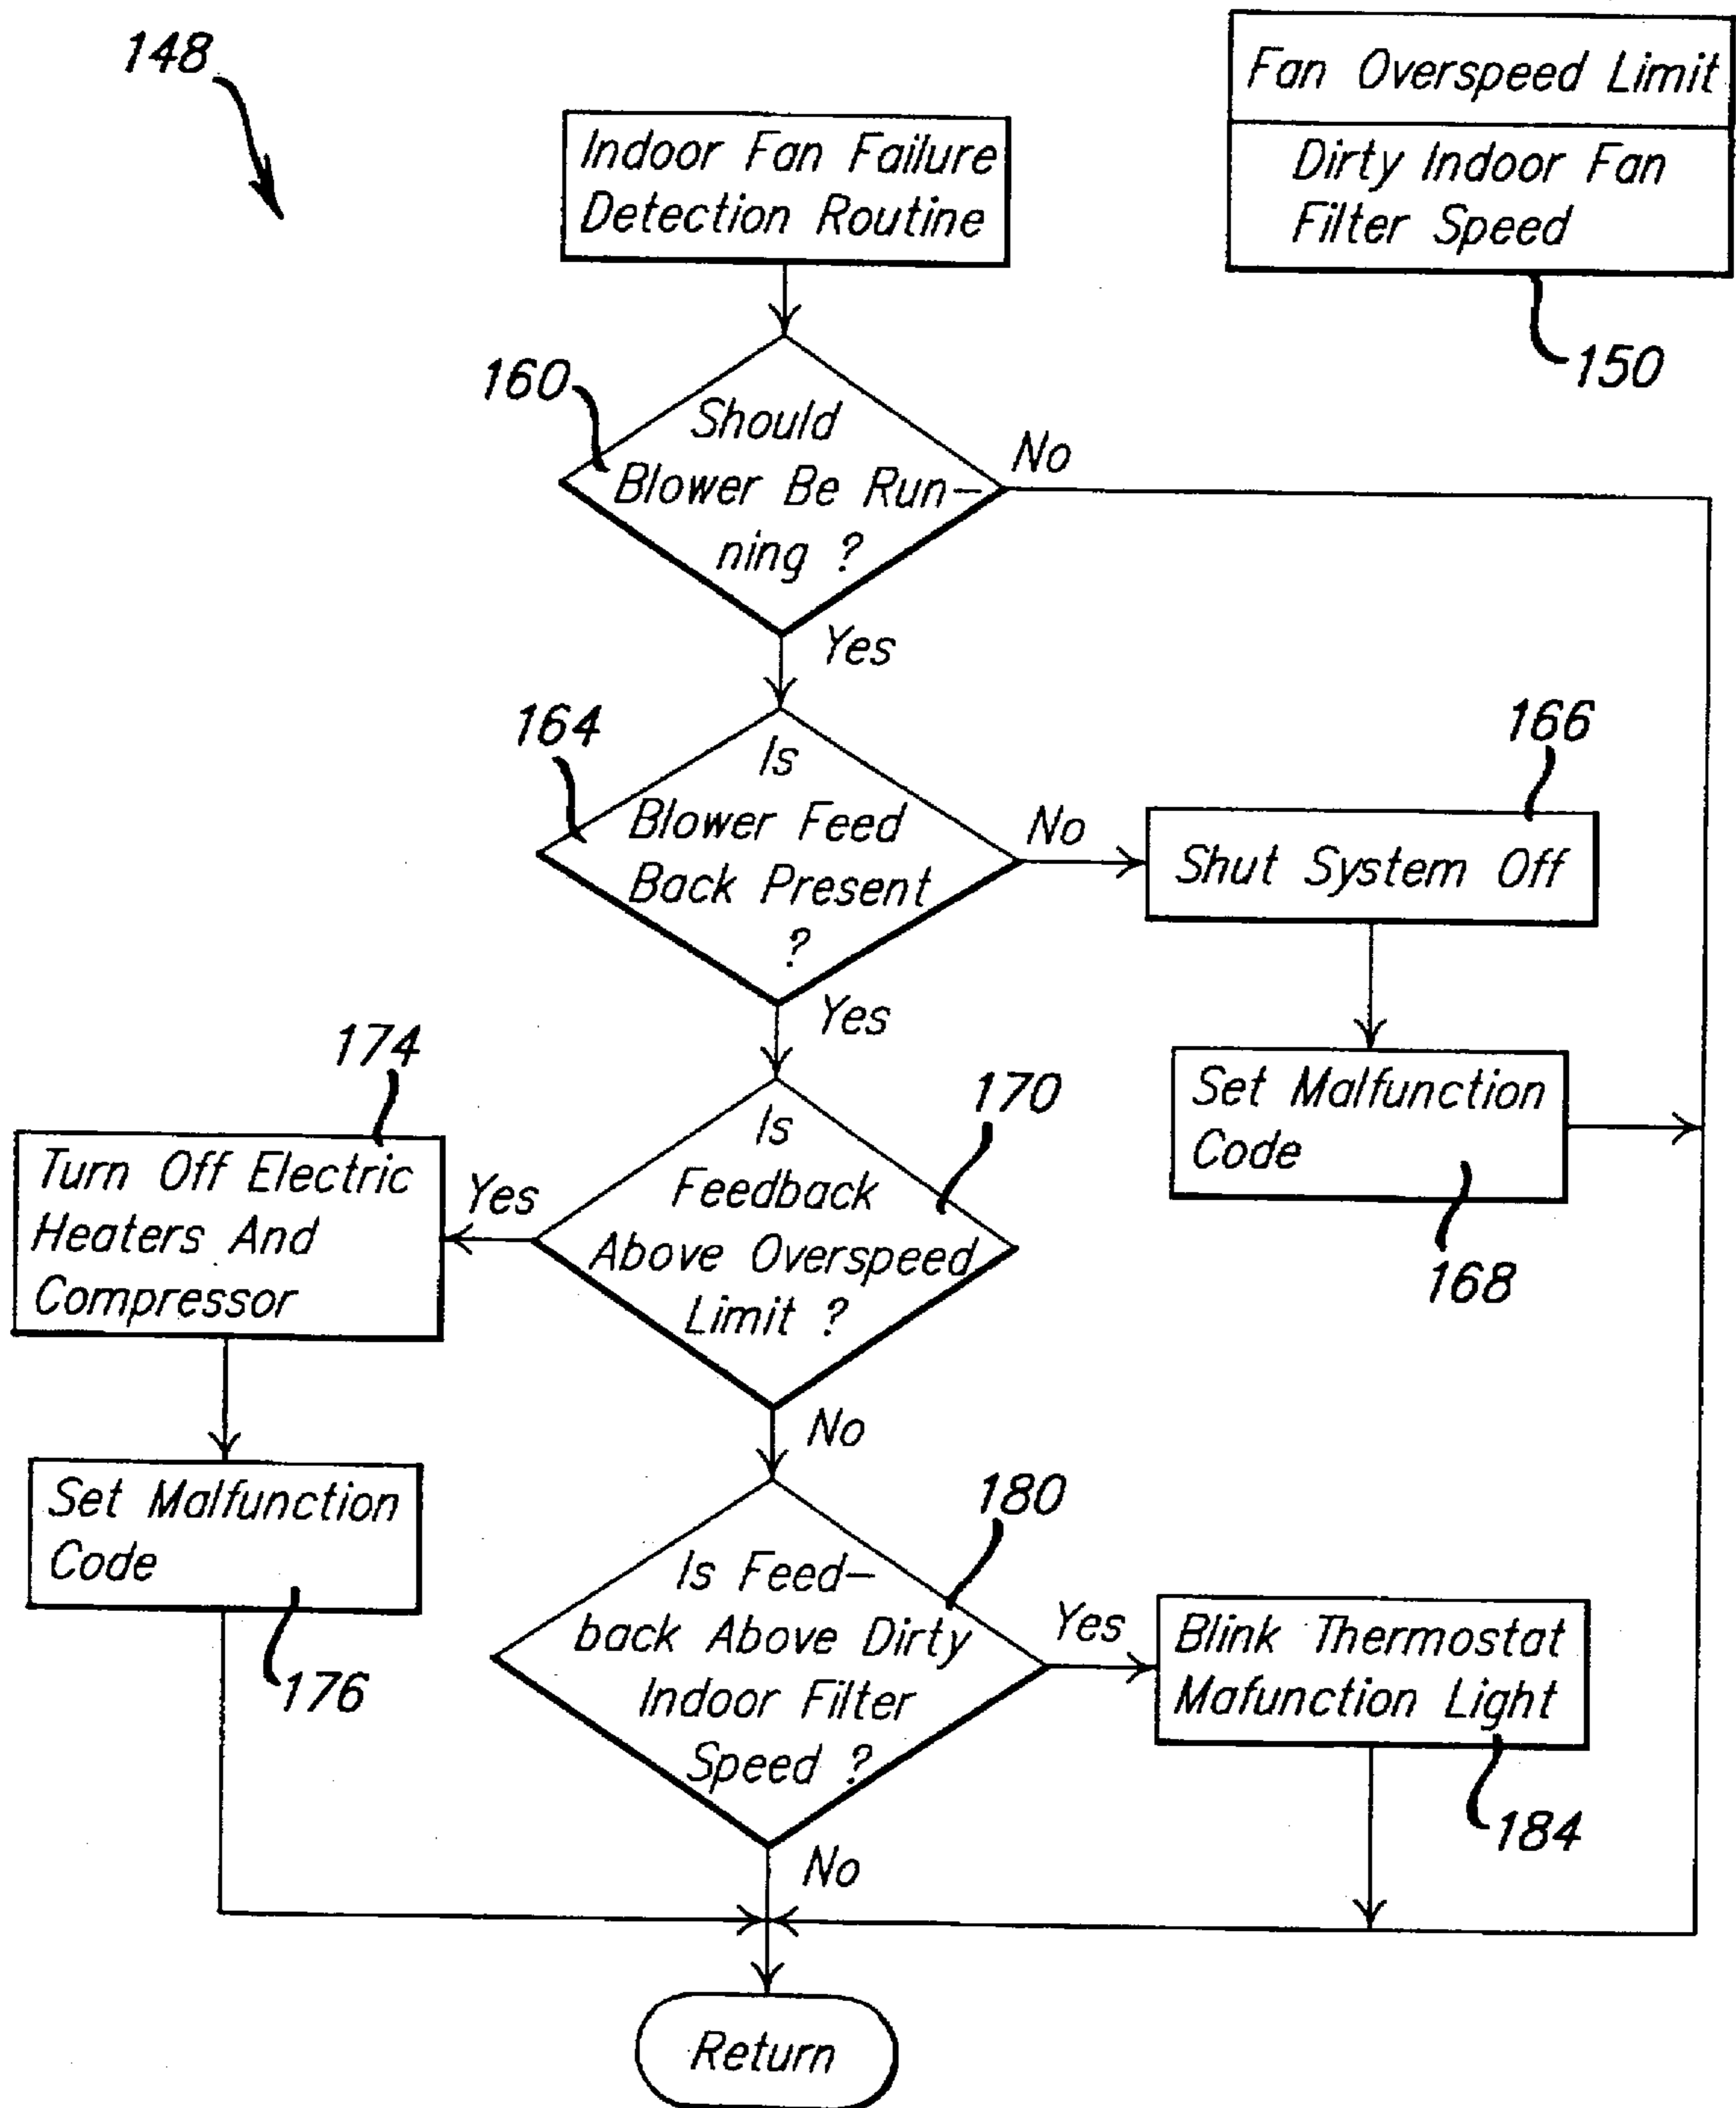 148
Fan Overspeed Limit
Dirty Indoor Fan
Filter Speed
150
Indoor Fan Failure
Detection Routine
160
Should
Blower Be Run-
ning ?
No
Yes
164
Is
Blower Feed
Back Present
?
No
166
Shut System Off
Yes
Set Malfunction
Code
168
170
Is
Feedback
Above Overspeed
Limit ?
Yes
174
Turn Off Electric
Heaters And
Compressor
Set Malfunction
Code
176
No
180
Is Feed-
back Above Dirty
Indoor Filter
Speed ?
Yes
Blink Thermostat
Mafunction Light
184
No
Return